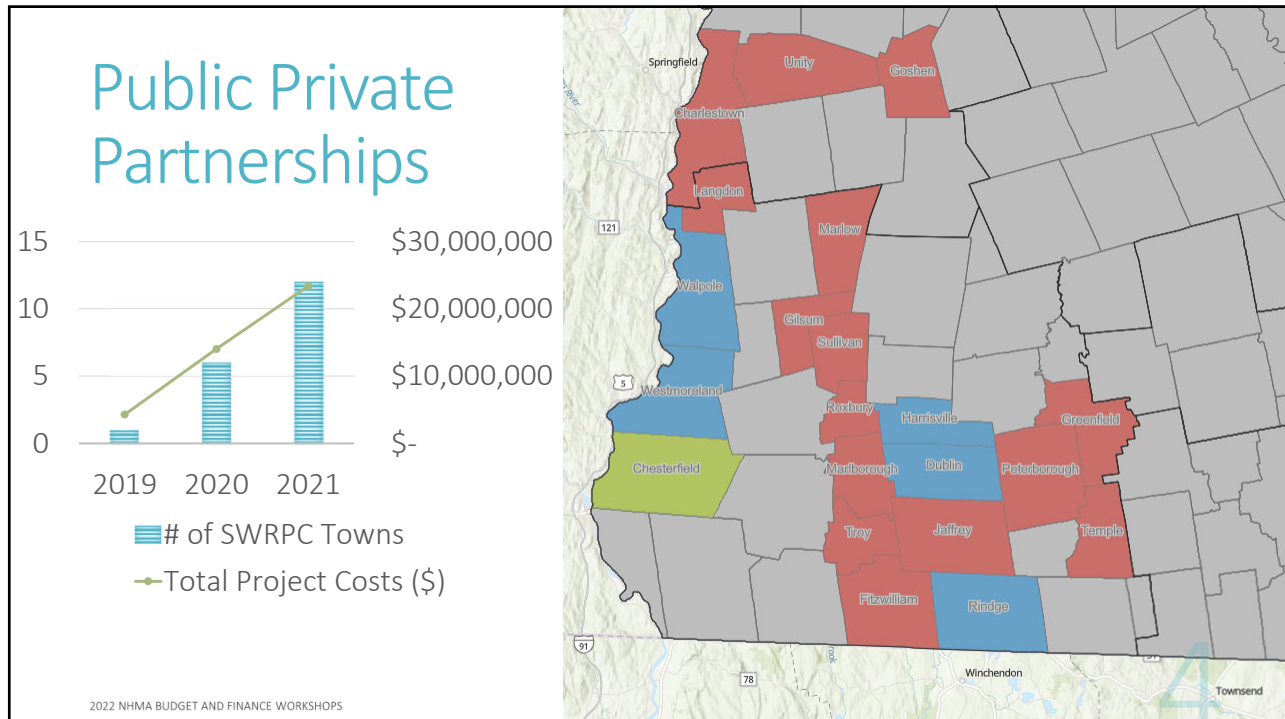 Public Private
Partnerships
15
10
5
0
$30,000,000
$20,000,000
$10,000,000
$-
2019 2020 2021
# of SWRPC Towns
Total Project Costs ($)
2022 NHMA BUDGET AND FINANCE WORKSHOPS
Springfield
Unity
Goshen
Charlestown
Langdon
121
Marlow
Walpole
Gilsum
Sullivan
5
Westmoreland
Roxbury
Harrisville
Greenfield
Chesterfield
Marlborough
Dublin
Peterborough
Troy
Jaffrey
Temple
Fitzwilliam
Rindge
91
78
Winchendon
4
Townsend